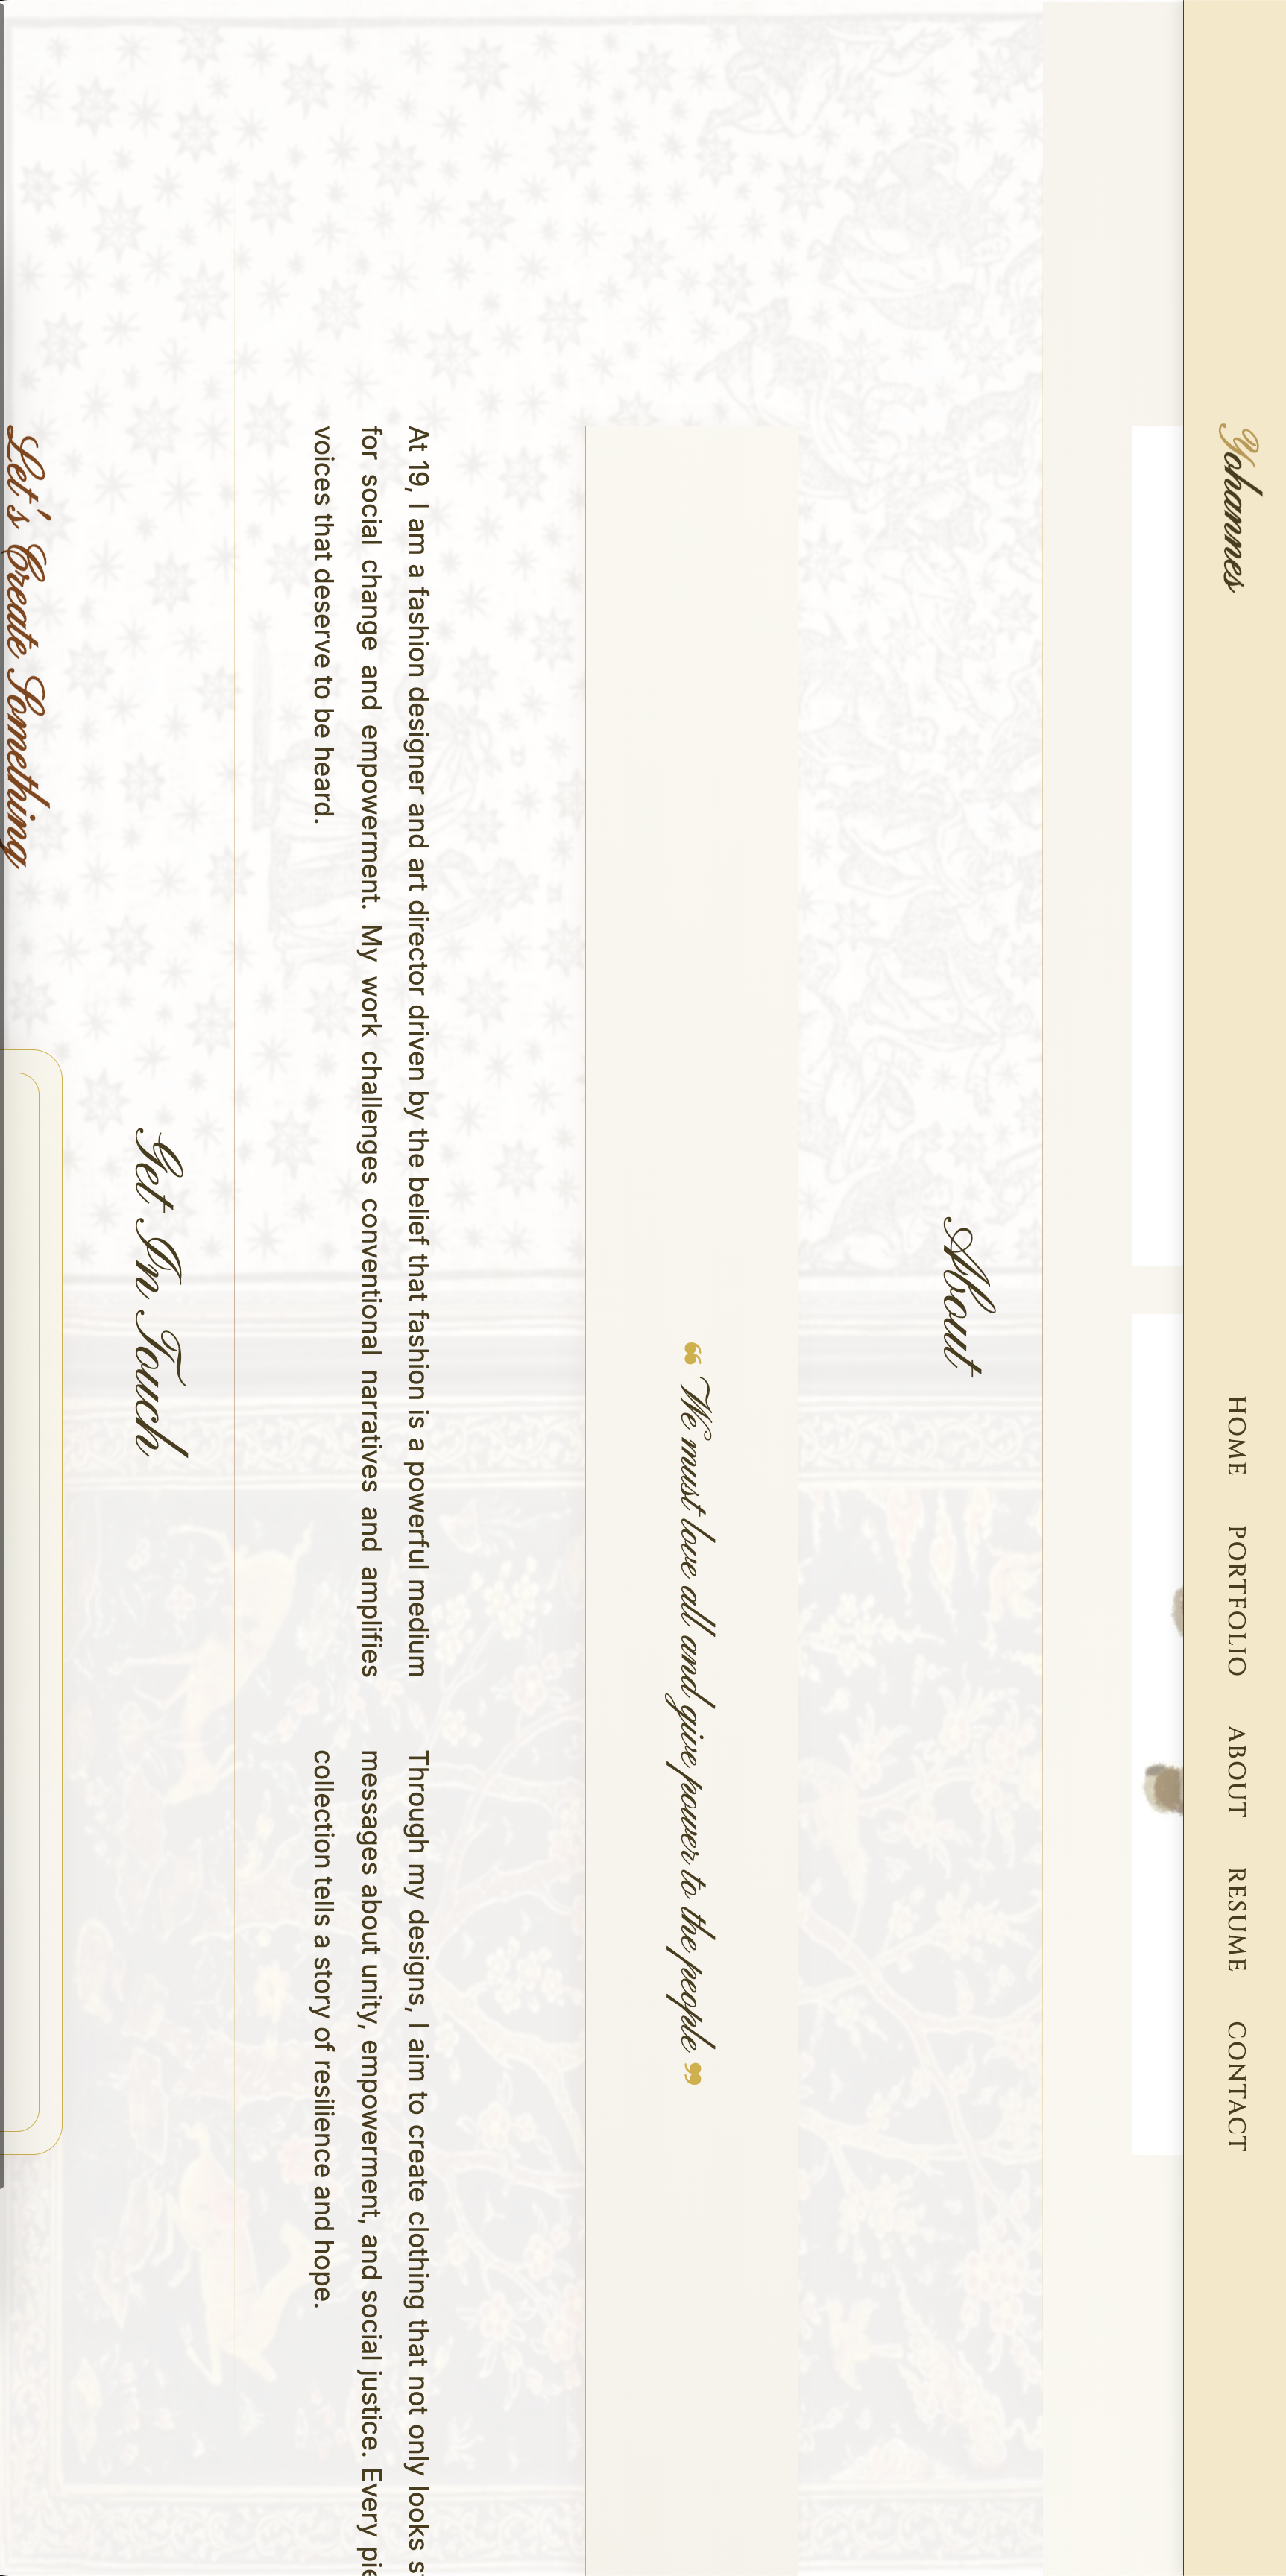 Yohannes
HOME PORTFOLIO ABOUT RESUME CONTACT
About
❝ We must love all and give power to the people ❞
At 19, I am a fashion designer and art director driven by the belief that fashion is a powerful medium
for social change and empowerment. My work challenges conventional narratives and amplifies
voices that deserve to be heard.
Through my designs, I aim to create clothing that not only looks
messages about unity, empowerment, and social justice. Every
collection tells a story of resilience and hope.
Get In Touch
Let's Create Something